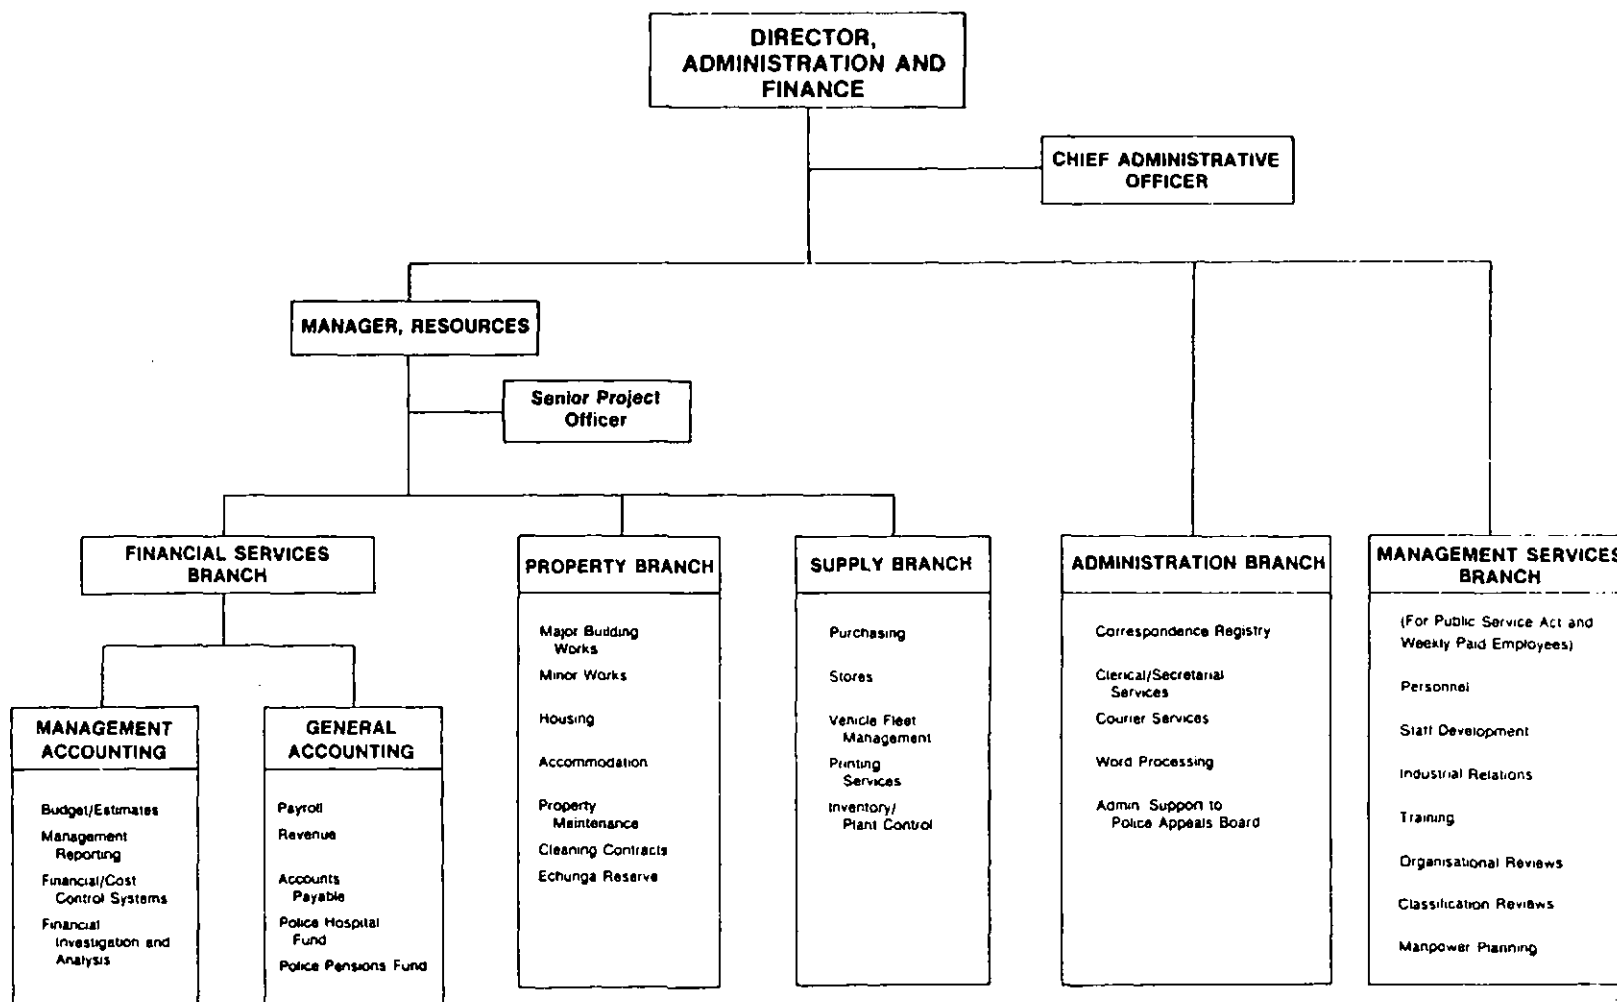 DIRECTOR,
ADMINISTRATION AND
FINANCE
CHIEF ADMINISTRATIVE
OFFICER
MANAGER, RESOURCES
Senior Project
Officer
FINANCIAL SERVICES
BRANCH
MANAGEMENT
ACCOUNTING
Budget/Estimates
Management
Reporting
Financial/Cost
Control Systems
Financial
Investigation and
Analysis
GENERAL
ACCOUNTING
Payroll
Revenue
Accounts
Payable
Police Hospital
Fund
Police Pensions Fund
PROPERTY BRANCH
Major Building
Works
Minor Works
Housing
Accommodation
Property
Maintenance
Cleaning Contracts
Echunga Reserve
SUPPLY BRANCH
Purchasing
Stores
Vehicle Fleet
Management
Printing
Services
Inventory/
Plant Control
ADMINISTRATION BRANCH
Correspondence Registry
Clerical/Secretarial
Services
Courier Services
Word Processing
Admin. Support to
Police Appeals Board
MANAGEMENT SERVICES
BRANCH
(For Public Service Act and
Weekly Paid Employees)
Personnel
Staff Development
Industrial Relations
Training
Organisational Reviews
Classification Reviews
Manpower Planning